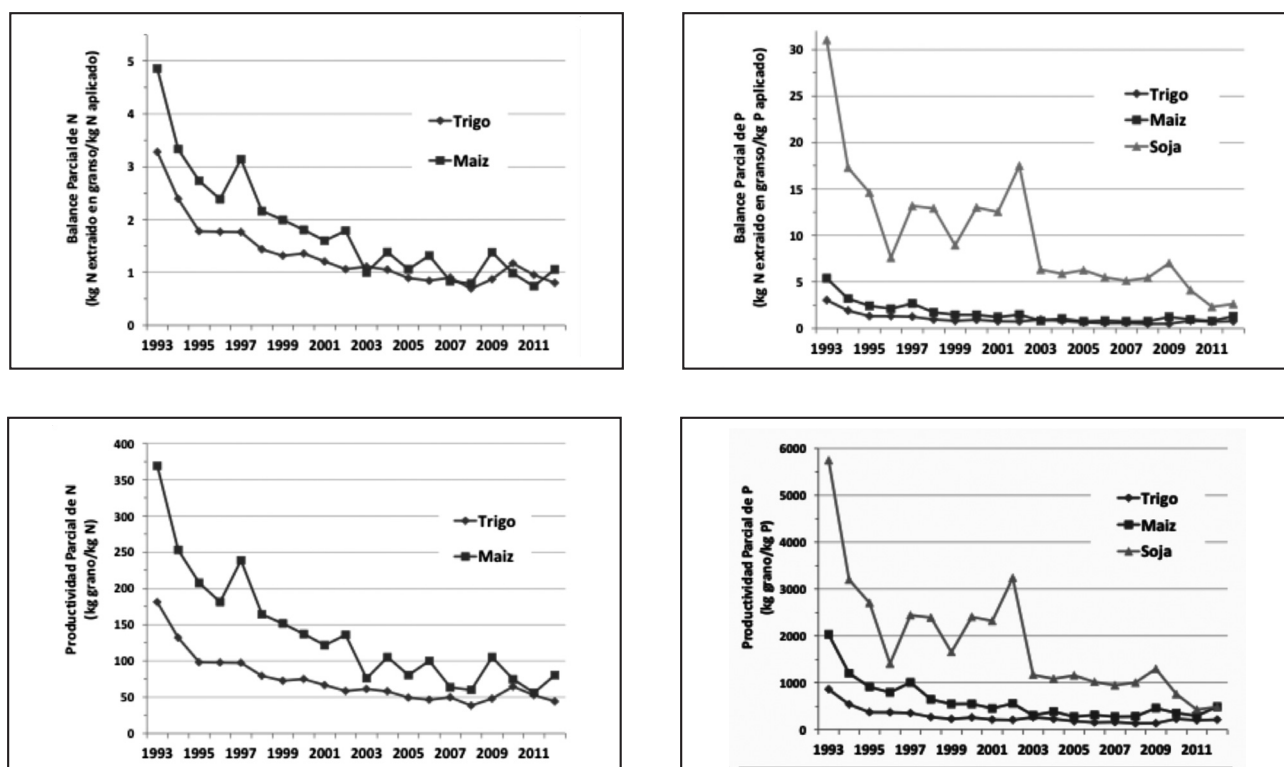 Balance Parcial de N
(kg N extraido en granso/kg N aplicado)
5
4
3
2
1
0
Trigo
Maiz
1993 1995 1997 1999 2001 2003 2005 2007 2009 2011
Balance Parcial de P
(kg N extraido en granso/kg P aplicado)
30
25
20
15
10
5
0
Trigo
Maiz
Soja
1993 1995 1997 1999 2001 2003 2005 2007 2009 2011
Productividad Parcial de N
(kg grano/kg N)
400
350
300
250
200
150
100
50
0
Trigo
Maiz
1993 1995 1997 1999 2001 2003 2005 2007 2009 2011
Productividad Parcial de P
(kg grano/kg P)
6000
5000
4000
3000
2000
1000
0
Trigo
Maiz
Soja
1993 1995 1997 1999 2001 2003 2005 2007 2009 2011